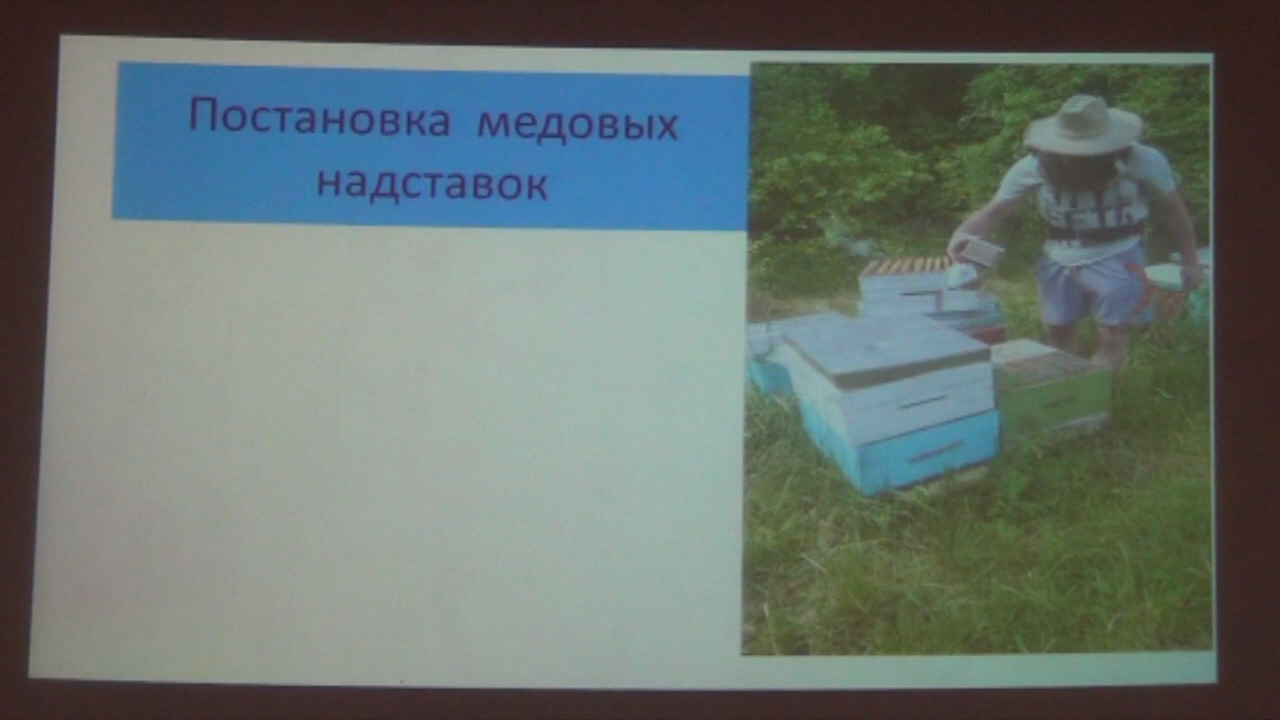 Постановка медовых
надставок